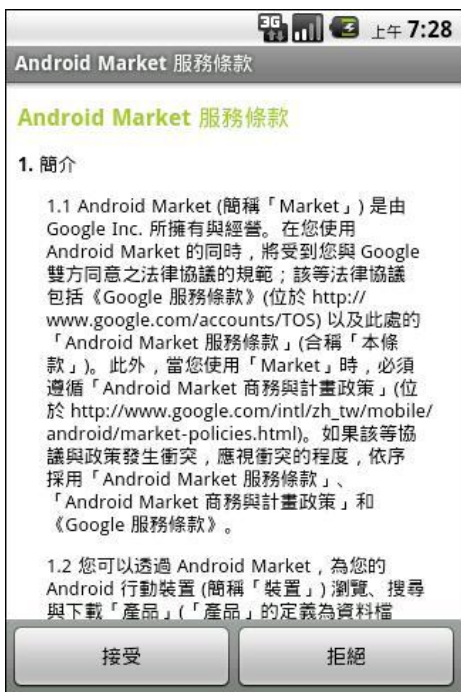 3G 上午 7:28
Android Market 服務條款
Android Market 服務條款
1. 簡介
1.1 Android Market (簡稱「Market」) 是由
Google Inc. 所擁有與經營。在您使用
Android Market 的同時，將受到您與 Google
雙方同意之法律協議的規範；該等法律協議
包括《Google 服務條款》(位於 http://
www.google.com/accounts/TOS) 以及此處的
「Android Market 服務條款」(合稱「本條
款」)。此外，當您使用「Market」時，必須
遵循「Android Market 商務與計畫政策」(位
於 http://www.google.com/intl/zh_tw/mobile/
android/market-policies.html)。如果該等協
議與政策發生衝突，應視衝突的程度，依序
採用「Android Market 服務條款」、
「Android Market 商務與計畫政策」和
《Google 服務條款》。
1.2 您可以透過 Android Market，為您的
Android 行動裝置 (簡稱「裝置」) 瀏覽、搜尋
與下載「產品」(「產品」的定義為資料檔
接受
拒絕